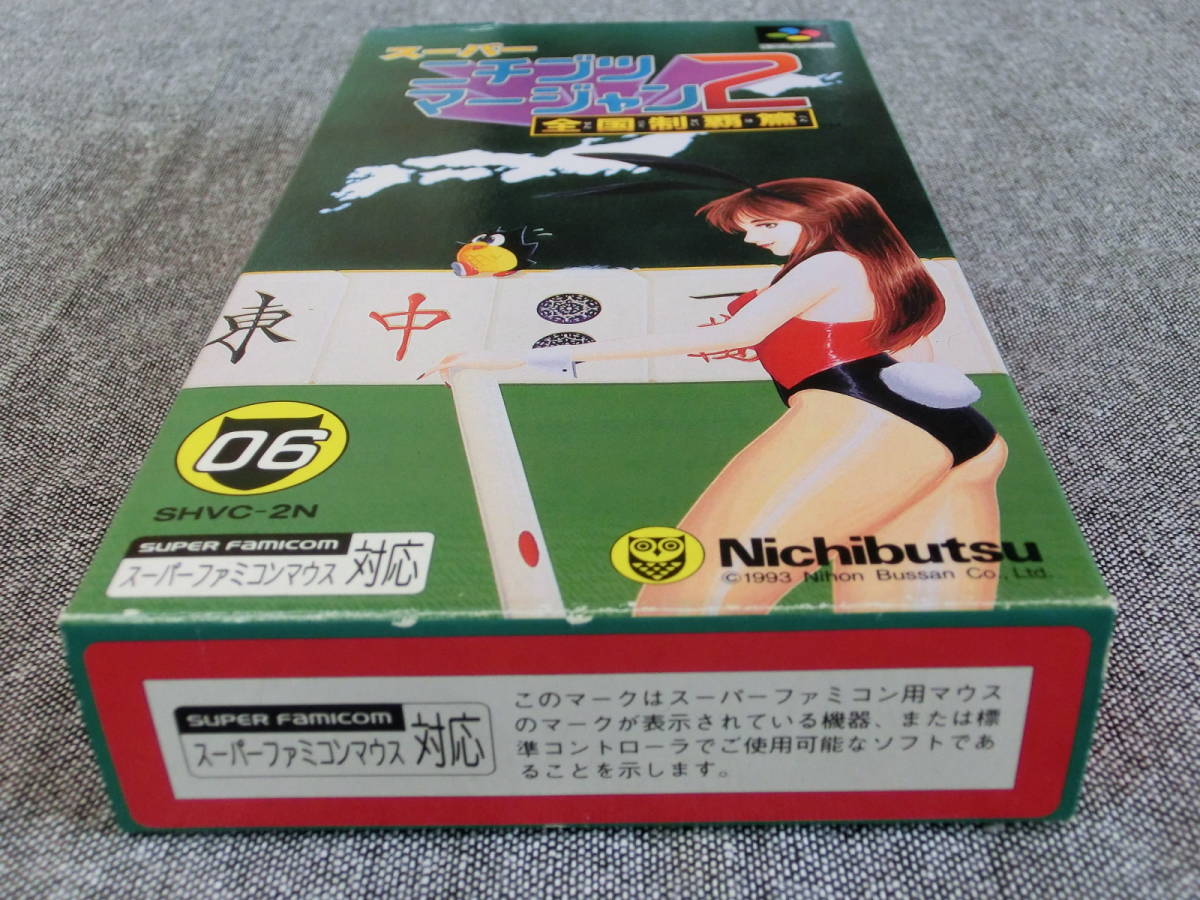 スーパー
ニチブツ
マージャン2
全国制覇篇
東
中
06
SHVC-2N
SUPER FAMICOM
スーパーファミコンマウス
対応
Nichibutsu
©1993 Nihon Bussan Co., Ltd.
SUPER FAMICOM
スーパーファミコンマウス
対応
このマークはスーパーファミコン用マウス
のマークが表示されている機器、または標
準コントローラでご使用可能なソフトであ
ることを示します。